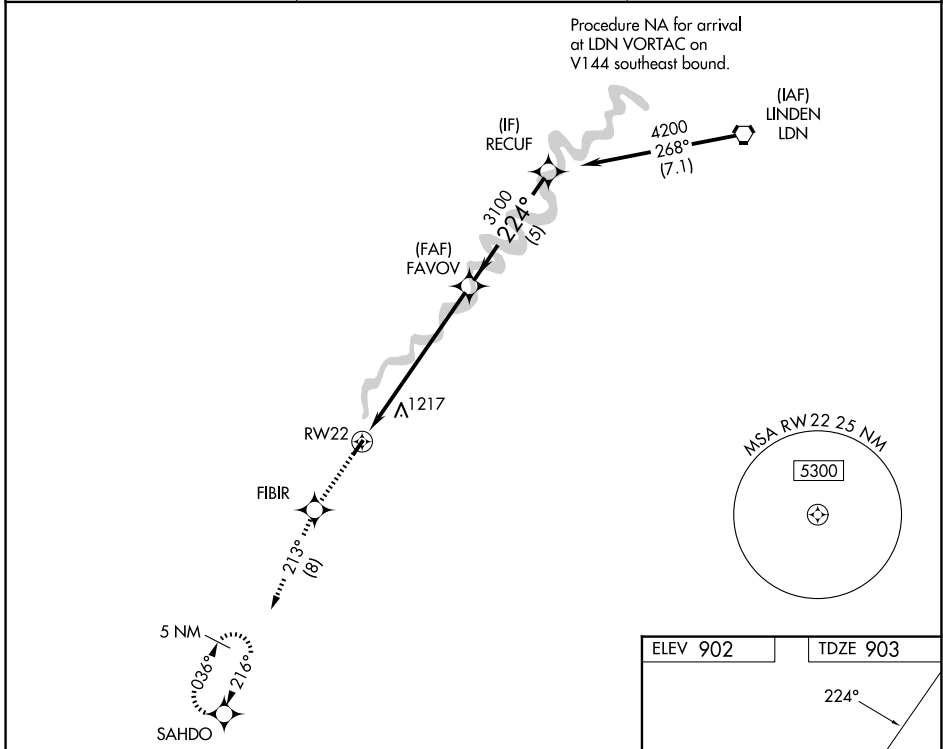 Procedure NA for arrival
at LDN VORTAC on
V144 southeast bound.
(IAF)
LINDEN
LDN
4200
268°
(7.1)
(IF)
RECUF
3100
224°
(5)
(FAF)
FAVOV
1217
RW22
FIBIR
213°
(8)
5 NM
036°
216°
SAHDO
MSA RW22 25 NM
5300
ELEV 902
TDZE 903
224°